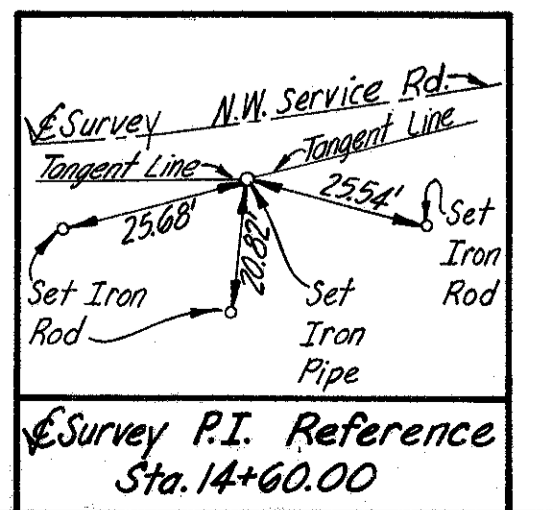 ℄ Survey N.W. Service Rd.
Tangent Line
Tangent Line
25.68'
20.82'
25.54'
Set Iron Rod
Set Iron
Rod
Set
Iron
Pipe
℄ Survey P.I. Reference
Sta. 14+60.00